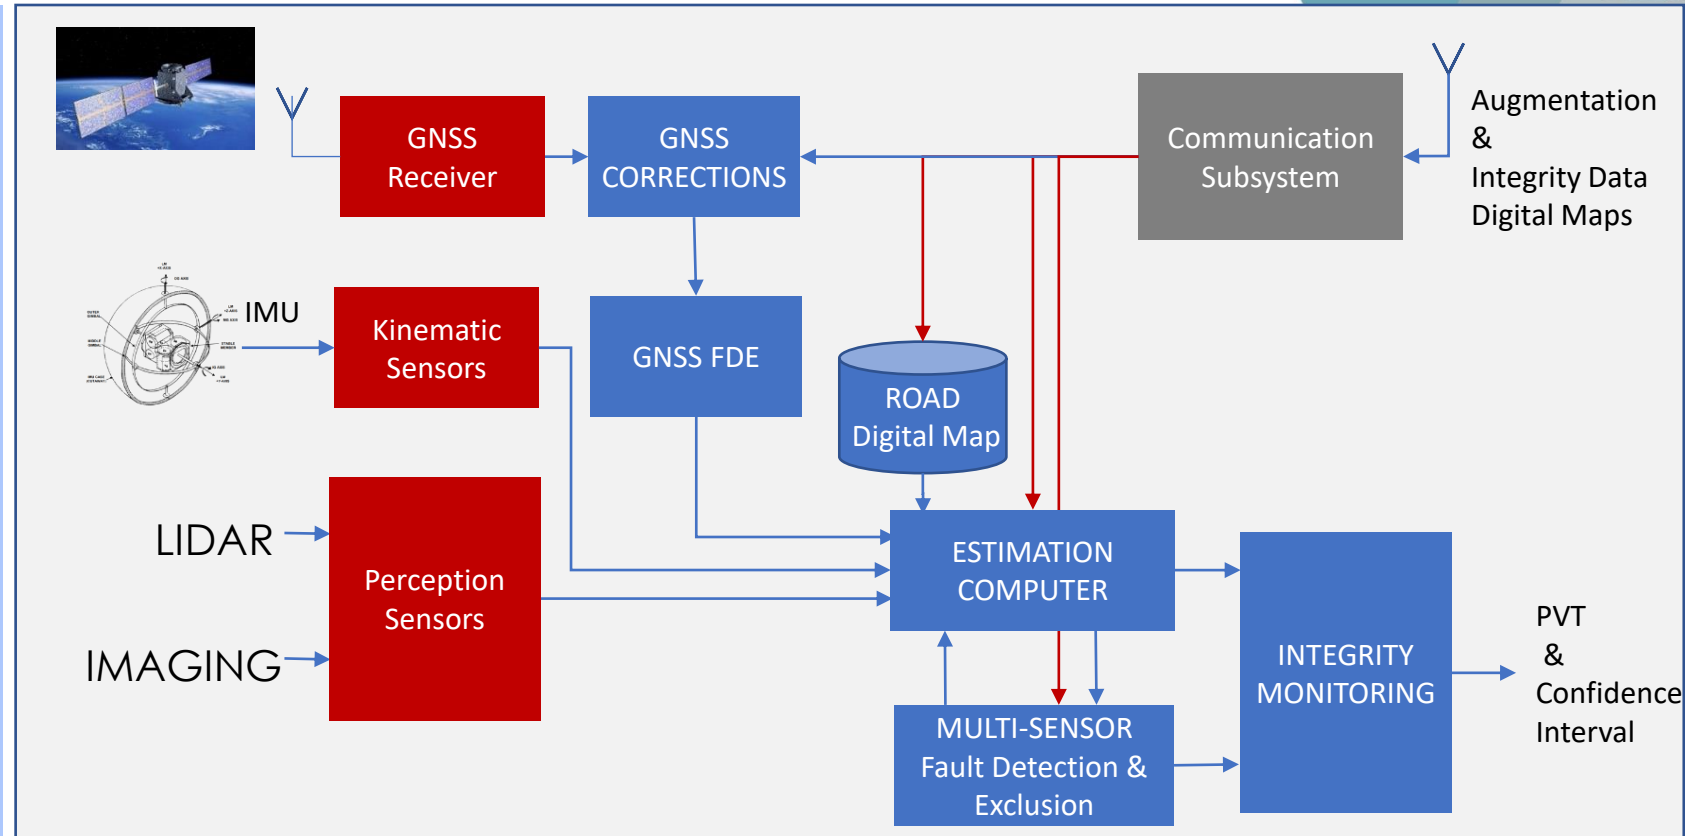 GNSS
Receiver
GNSS
CORRECTIONS
Communication
Subsystem
Augmentation
&
Integrity Data
Digital Maps
IMU
Kinematic
Sensors
GNSS FDE
ROAD
Digital Map
LIDAR
IMAGING
Perception
Sensors
ESTIMATION
COMPUTER
MULTI-SENSOR
Fault Detection &
Exclusion
INTEGRITY
MONITORING
PVT
&
Confidence
Interval